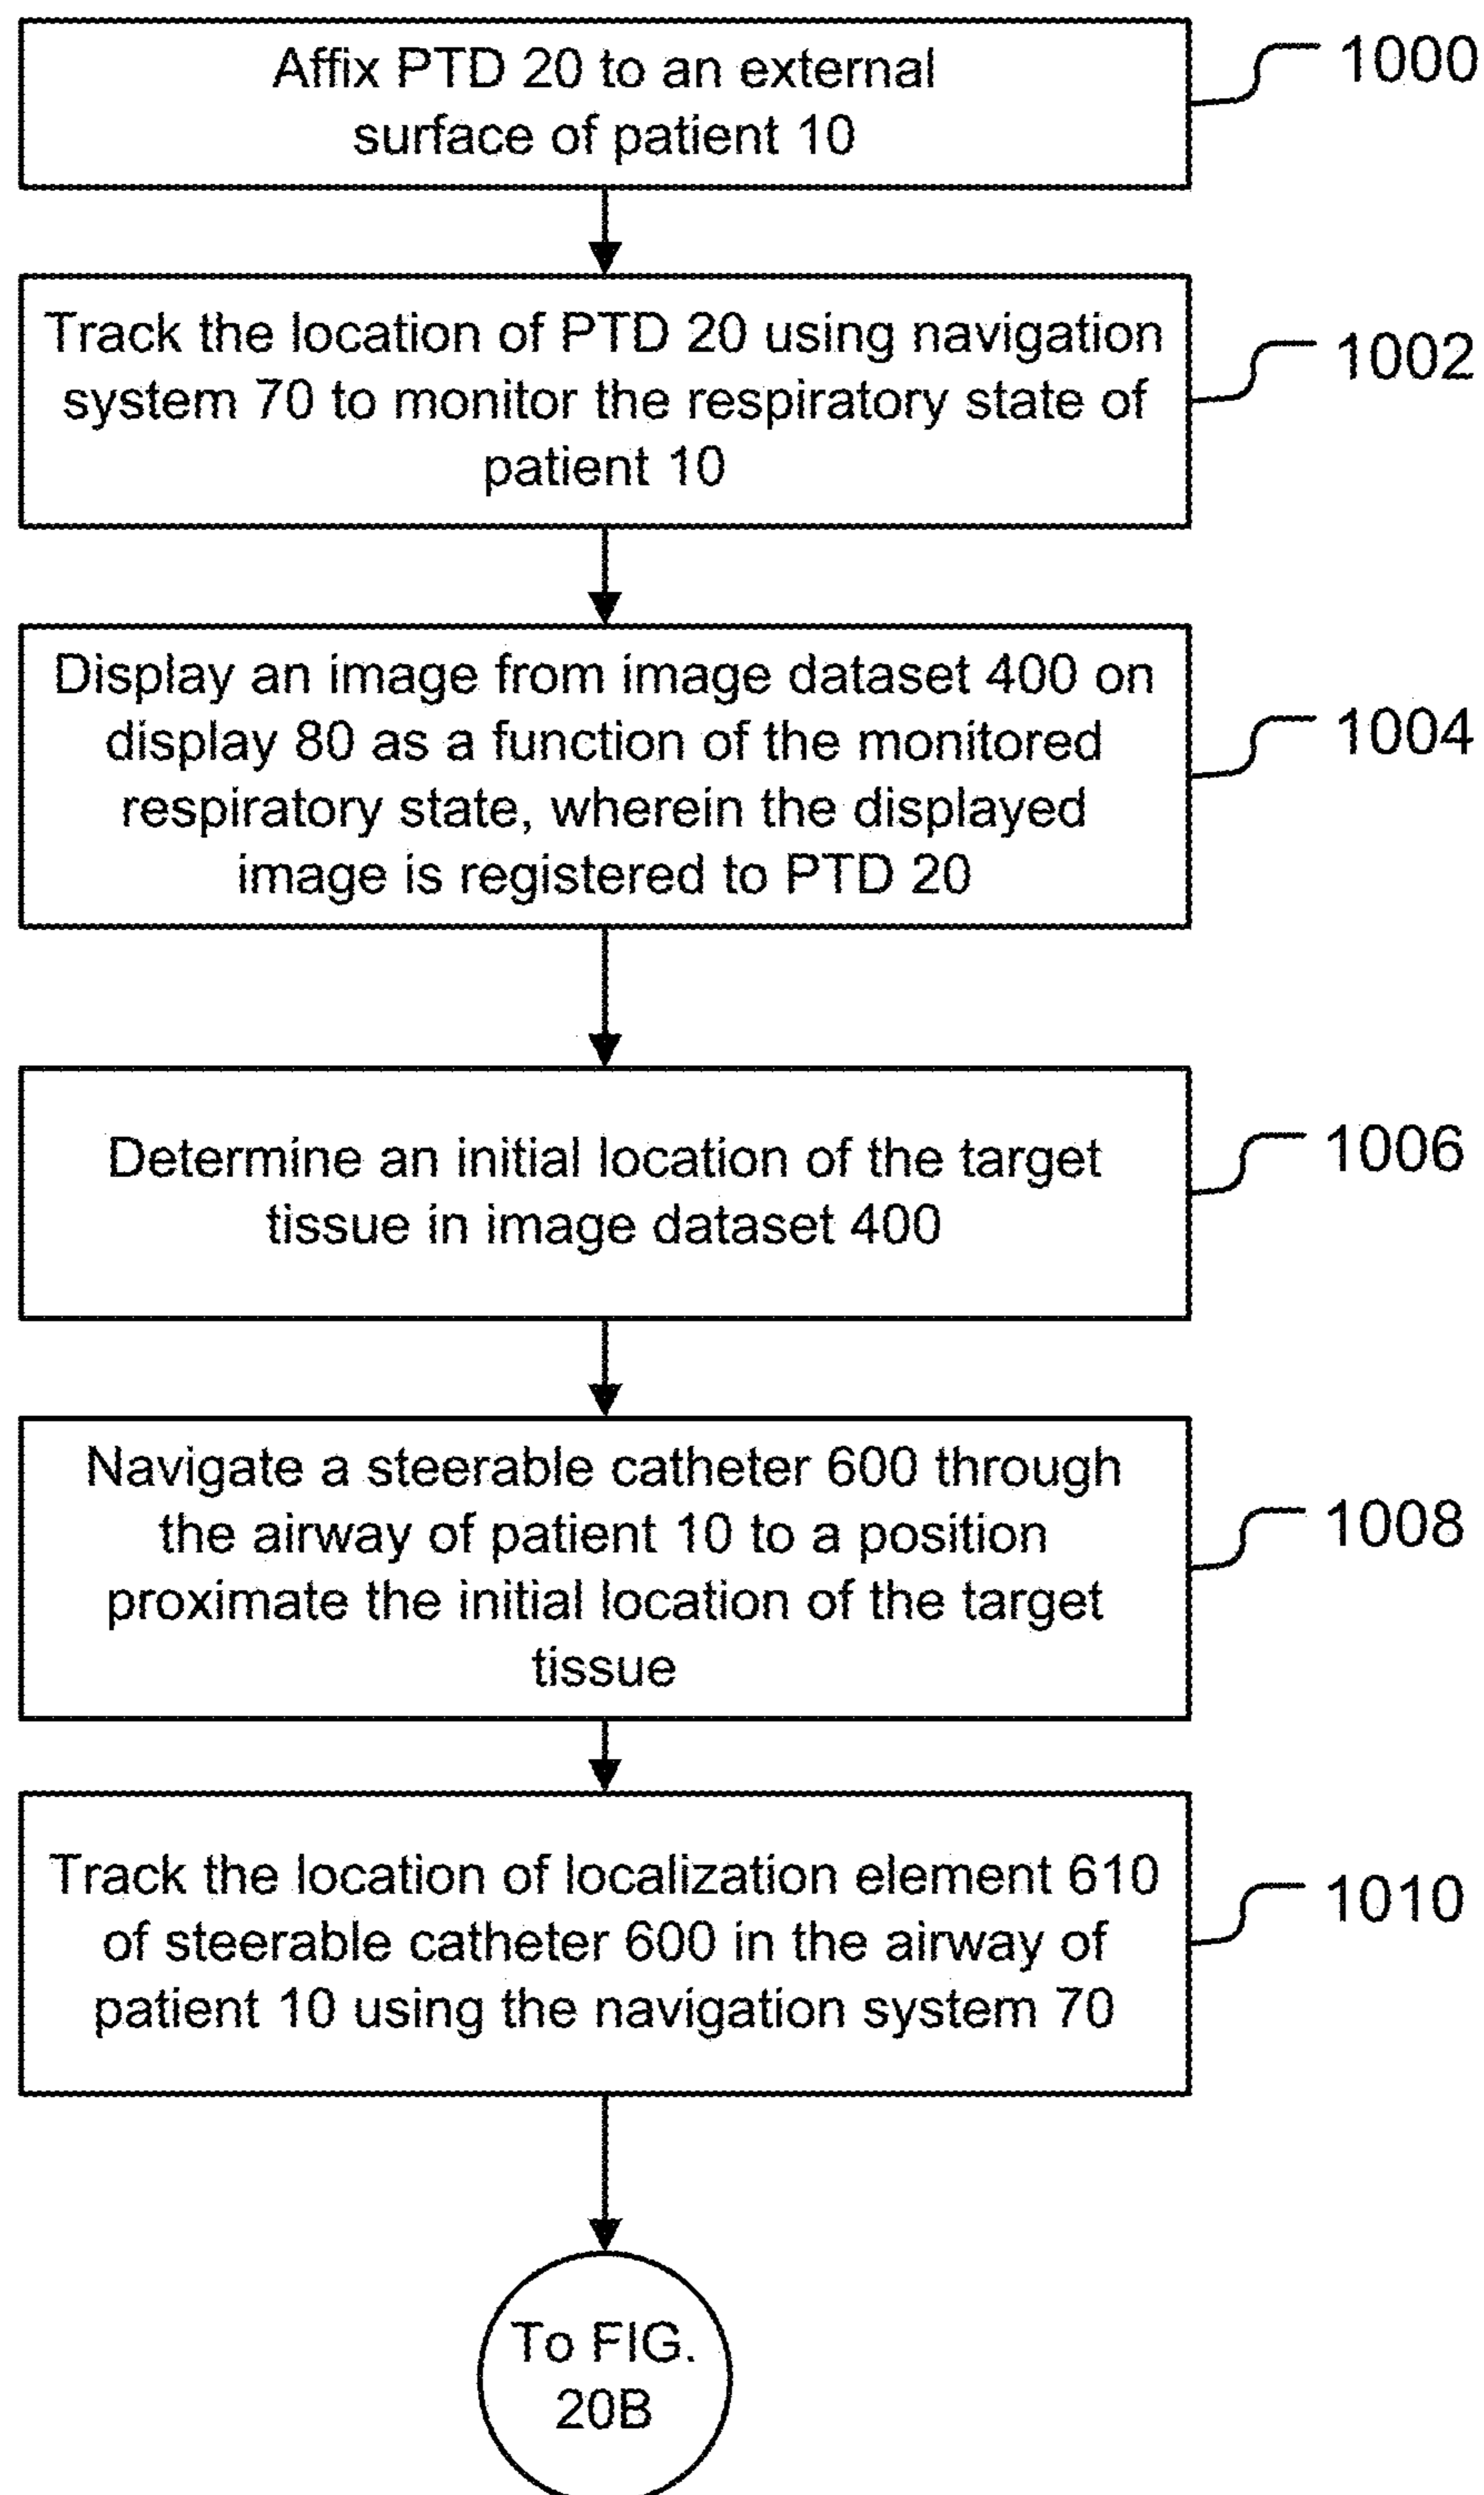 Affix PTD 20 to an external
surface of patient 10
1000
Track the location of PTD 20 using navigation
system 70 to monitor the respiratory state of
patient 10
1002
Display an image from image dataset 400 on
display 80 as a function of the monitored
respiratory state, wherein the displayed
image is registered to PTD 20
1004
Determine an initial location of the target
tissue in image dataset 400
1006
Navigate a steerable catheter 600 through
the airway of patient 10 to a position
proximate the initial location of the target
tissue
1008
Track the location of localization element 610
of steerable catheter 600 in the airway of
patient 10 using the navigation system 70
1010
To FIG.
20B